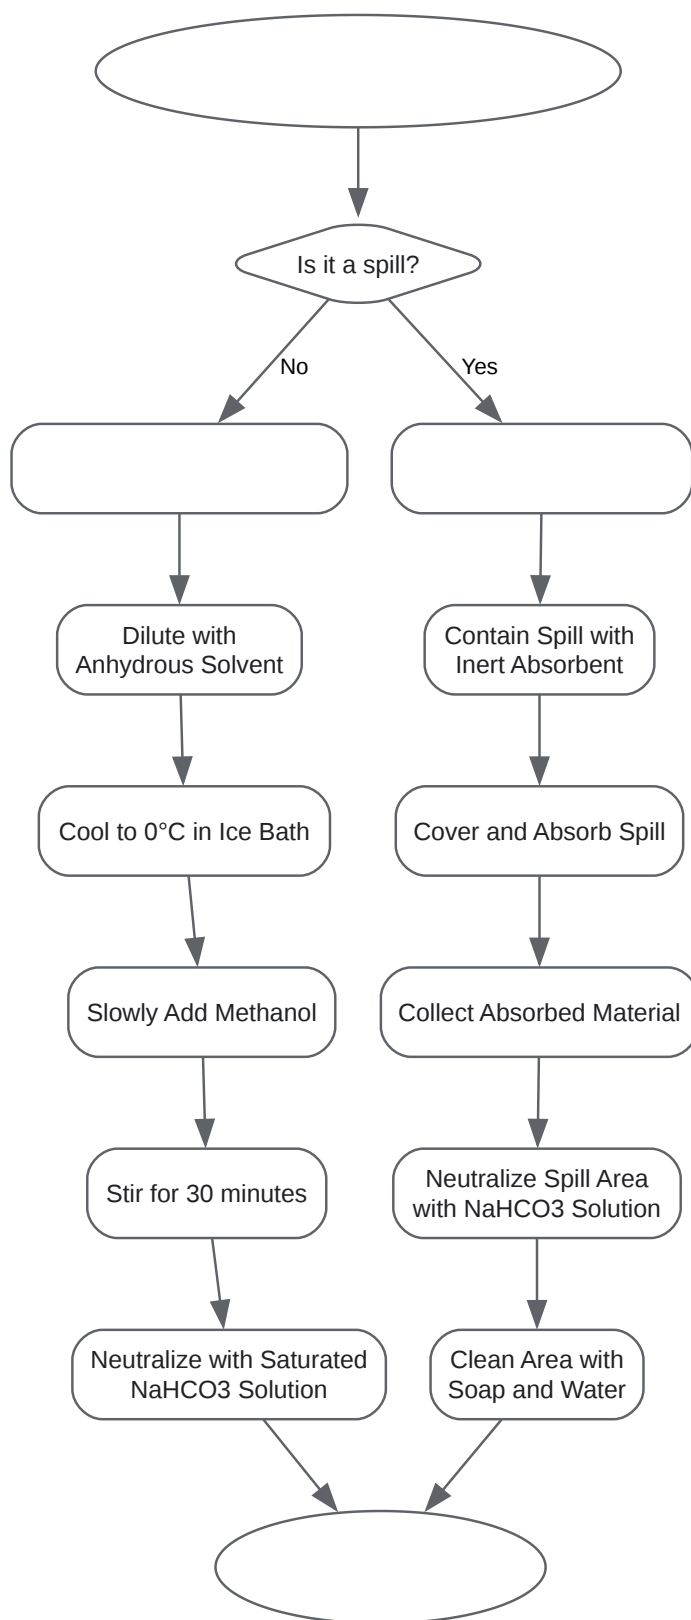 Is it a spill?
No
Yes
Dilute with
Anhydrous Solvent
Contain Spill with
Inert Absorbent
Cool to 0°C in Ice Bath
Cover and Absorb Spill
Slowly Add Methanol
Collect Absorbed Material
Stir for 30 minutes
Neutralize Spill Area
with NaHCO3 Solution
Neutralize with Saturated
NaHCO3 Solution
Clean Area with
Soap and Water